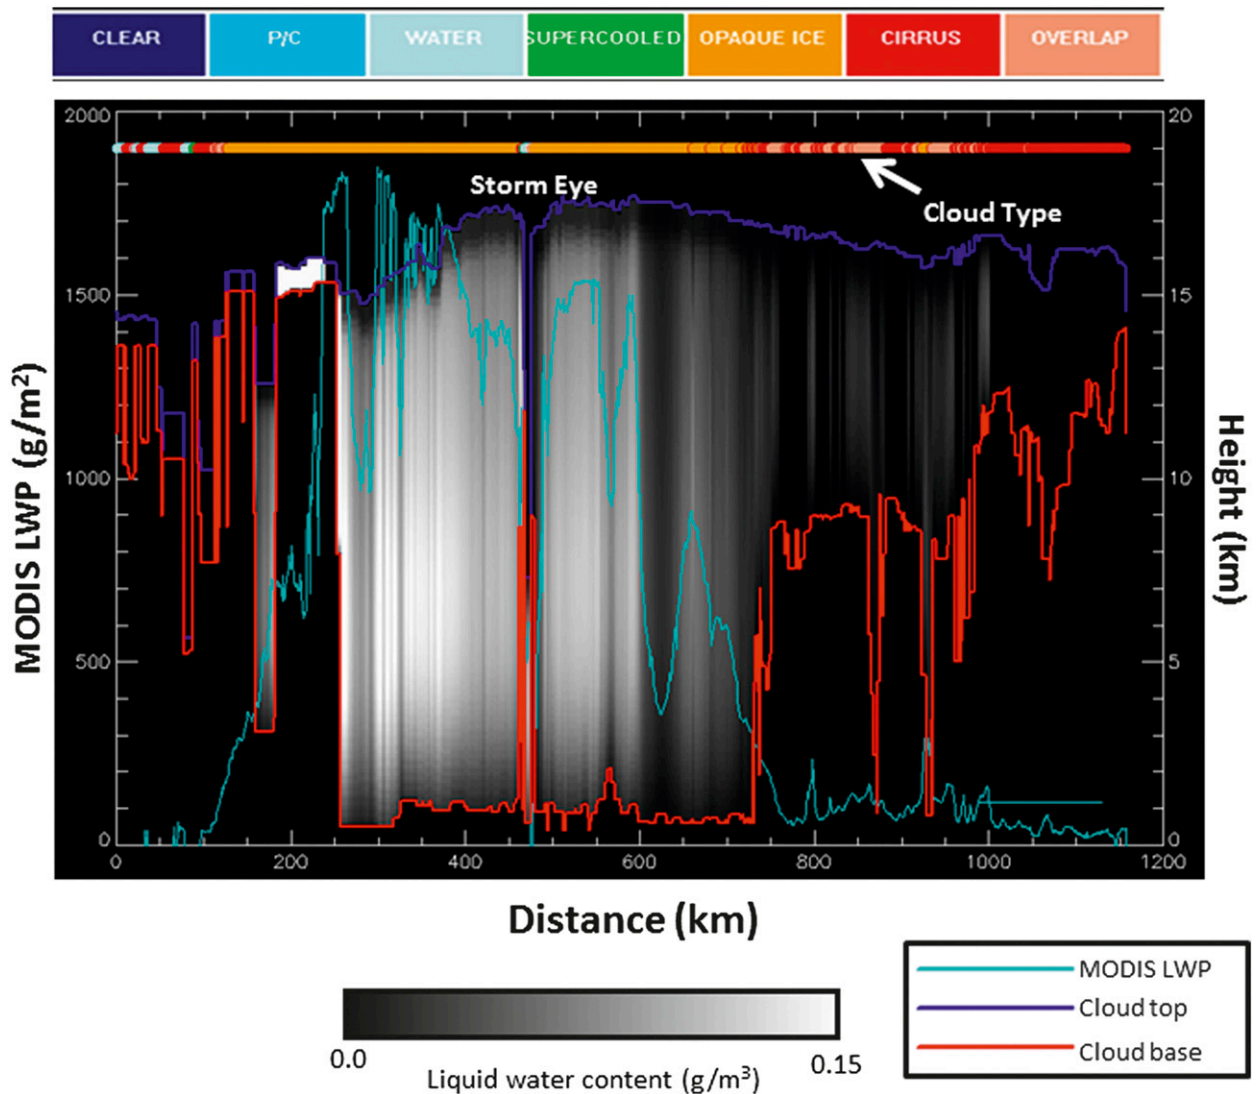 CLEAR P/C WATER SUPERCOOLED OPAQUE ICE CIRRUS OVERLAP
2000 20
Storm Eye
Cloud Type
1500 15
1000 10
500 5
0 0
0 200 400 600 800 1000 1200
MODIS LWP (g/m²)
Height (km)
Distance (km)
0.0 0.15
Liquid water content (g/m³)
MODIS LWP
Cloud top
Cloud base